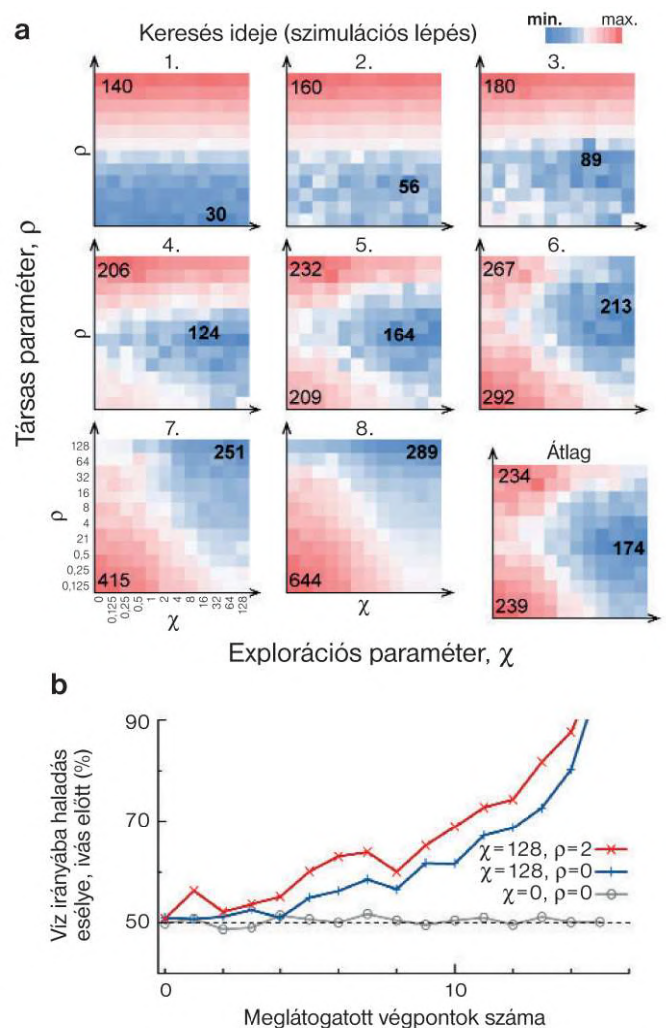 a
Keresés ideje (szimulációs lépés)
min. max.
Társas paraméter, ρ
1. 2. 3.
ρ
140 160 180
30 56 89
4. 5. 6.
ρ
206 232 267
124 164 213
209 292
7. 8. Átlag
251 289 234
174
415 644 239
ρ
128
64
32
16
8
4
21
0,5
0,25
0,125
0 0,125 0,25 0,5 1 2 4 8 16 32 64 128
χ χ
Explorációs paraméter, χ
b
Víz irányába haladás
esélye, ivás előtt (%)
90
70
50
χ=128, ρ=2
χ=128, ρ=0
χ=0, ρ=0
0 10
Meglátogatott végpontok száma